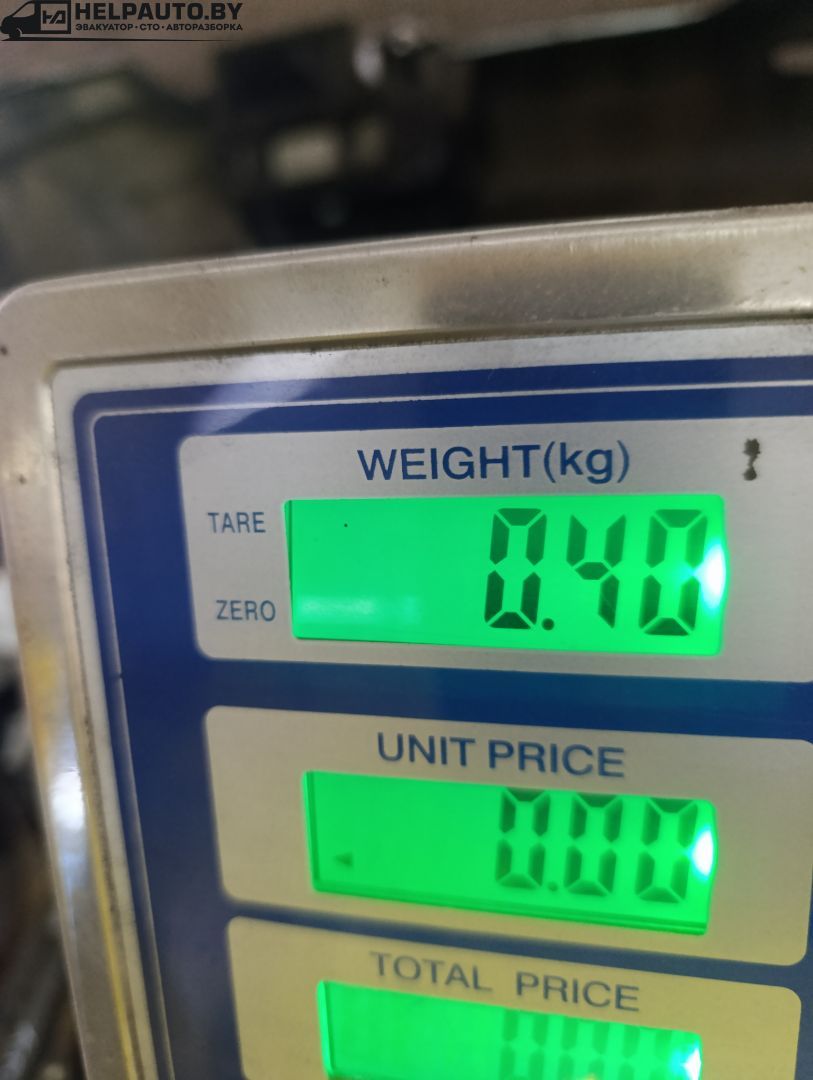 HELPAUTO.BY
ЭВАКУАТОР • СТО • АВТОРАЗБОРКА
WEIGHT(kg)
TARE
0.40
ZERO
UNIT PRICE
0.00
TOTAL PRICE